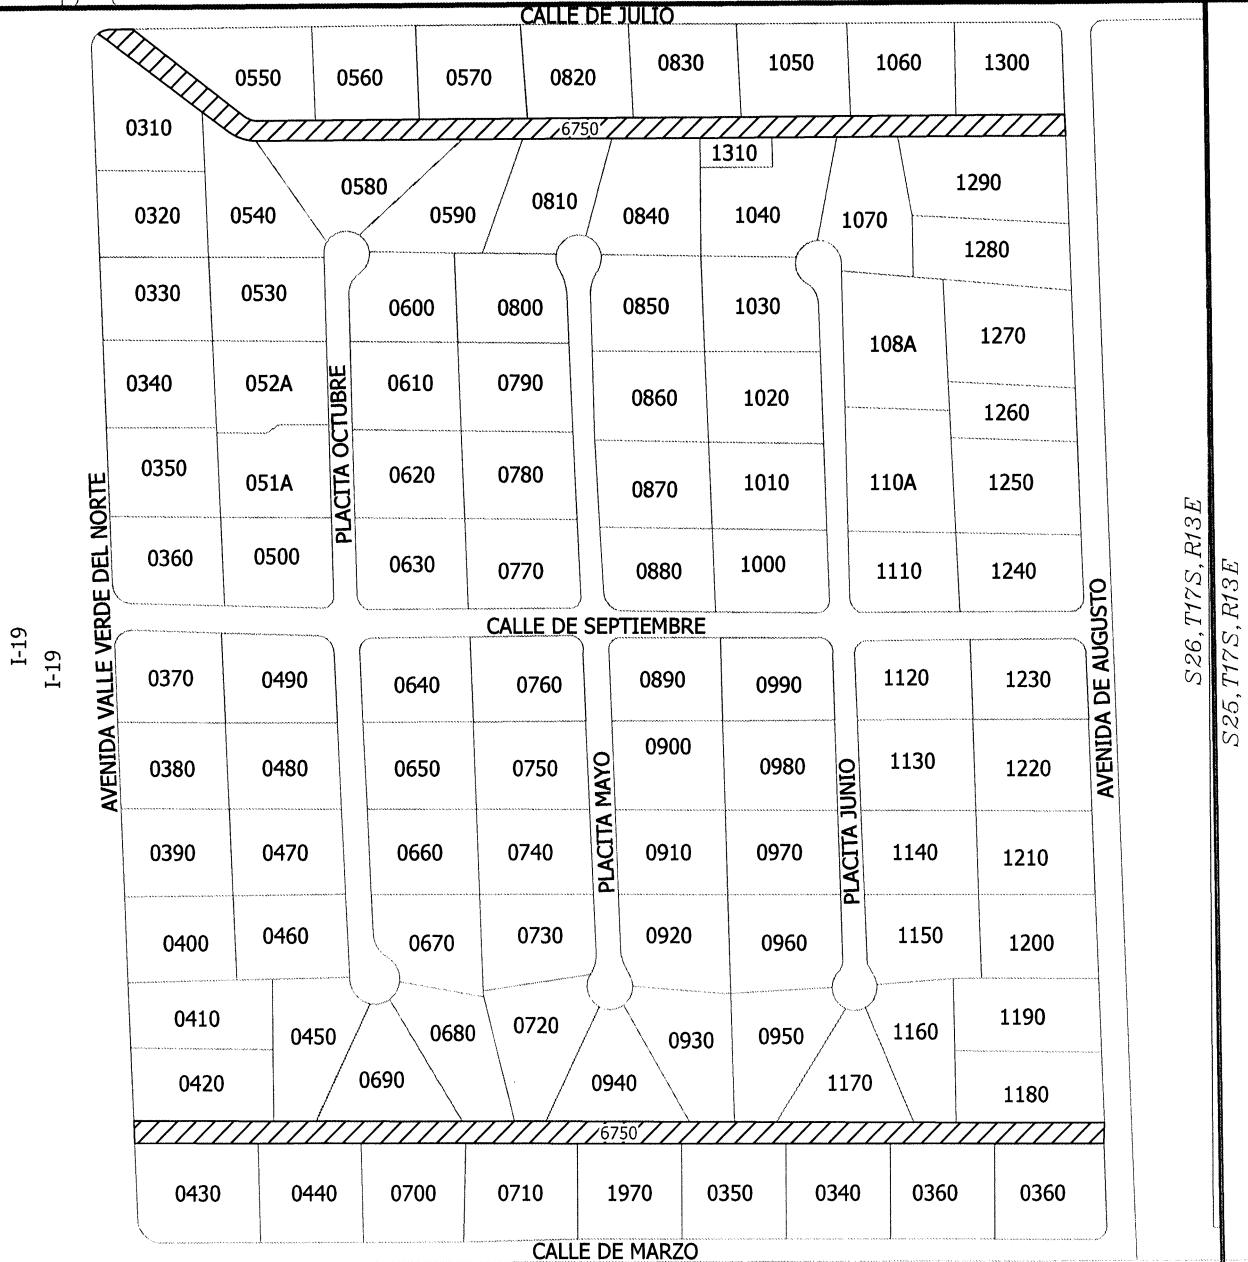 CALLE DE JULIO
0550 0560 0570 0820 0830 1050 1060 1300
0310
6750
1310
0580 1290
0320 0540 0590 0810 0840 1040 1070
1280
0330 0530 0600 0800 0850 1030
108A 1270
0340 052A 0610 0790 0860 1020 1260
PLACITA OCTUBRE
0350 051A 0620 0780 0870 1010 110A 1250
0360 0500 0630 0770 0880 1000 1110 1240
AVENIDA VALLE VERDE DEL NORTE
CALLE DE SEPTIEMBRE
AVENIDA DE AUGUSTO
S26,T17S,R13E
S25,T17S,R13E
I-19
I-19
0370 0490 0640 0760 0890 0990 1120 1230
0380 0480 0650 0750 0900 0980 1130 1220
PLACITA MAYO
PLACITA JUNIO
0390 0470 0660 0740 0910 0970 1140 1210
0400 0460 0670 0730 0920 0960 1150 1200
0410 0450 0680 0720 0930 0950 1160 1190
0420 0690 0940 1170 1180
6750
0430 0440 0700 0710 1970 0350 0340 0360 0360
CALLE DE MARZO